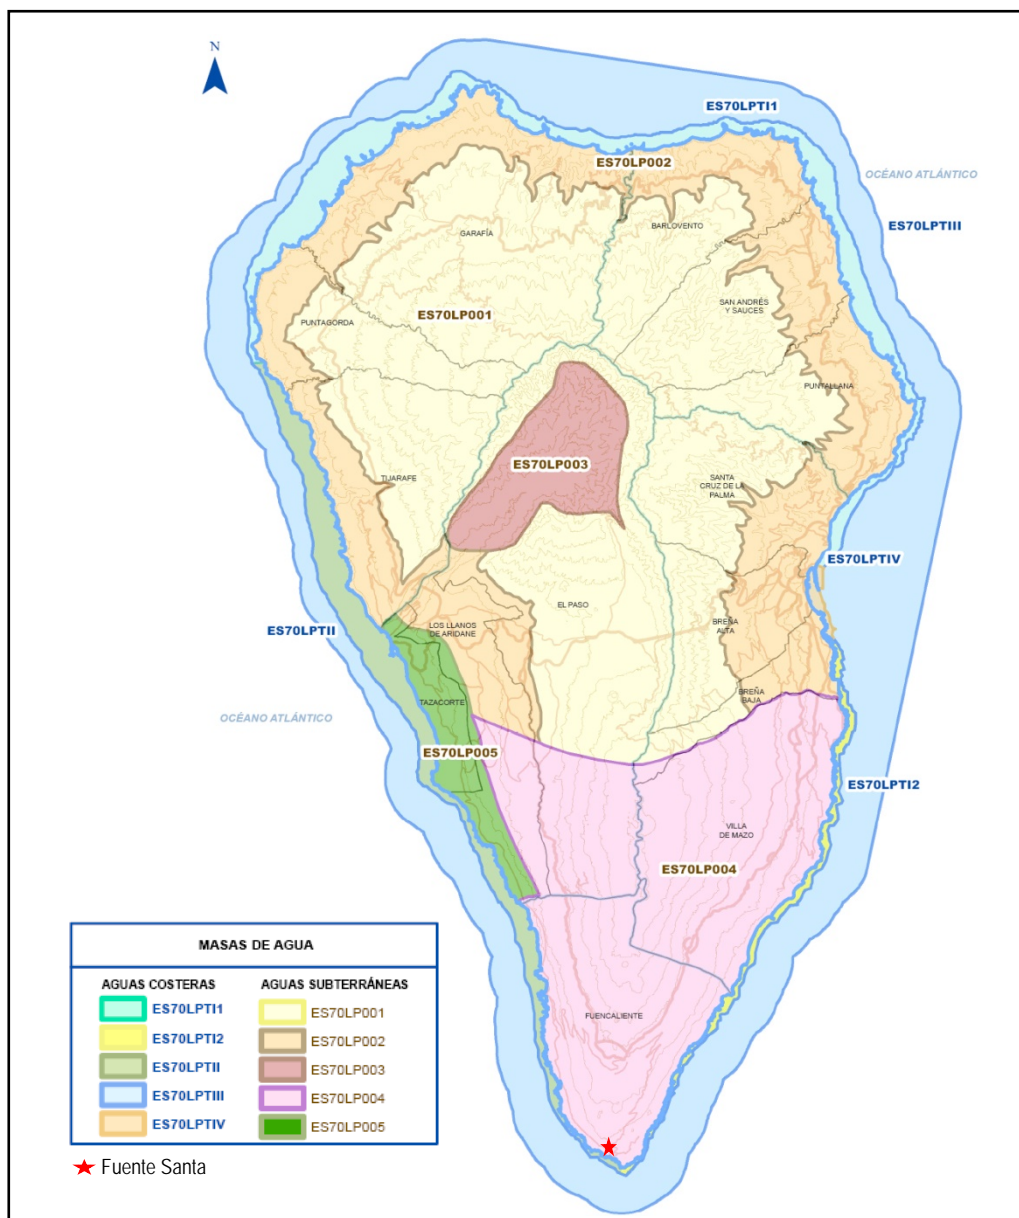 N
ES70LPTI1
ES70LP002
OCÉANO ATLÁNTICO
ES70LPTIII
GARAFÍA
BARLOVENTO
SAN ANDRÉS
Y SAUCES
ES70LP001
PUNTAGORDA
PUNTALLANA
ES70LP003
TIJARAFE
SANTA
CRUZ DE LA
PALMA
ES70LPTIV
EL PASO
ES70LPTII
LOS LLANOS
DE ARIDANE
BREÑA
ALTA
BREÑA
BAJA
TAZACORTE
OCÉANO ATLÁNTICO
ES70LP005
ES70LPTI2
VILLA
DE MAZO
ES70LP004
FUENCALIENTE
MASAS DE AGUA
AGUAS COSTERAS
ES70LPTI1
ES70LPTI2
ES70LPTII
ES70LPTIII
ES70LPTIV
AGUAS SUBTERRÁNEAS
ES70LP001
ES70LP002
ES70LP003
ES70LP004
ES70LP005
Fuente Santa